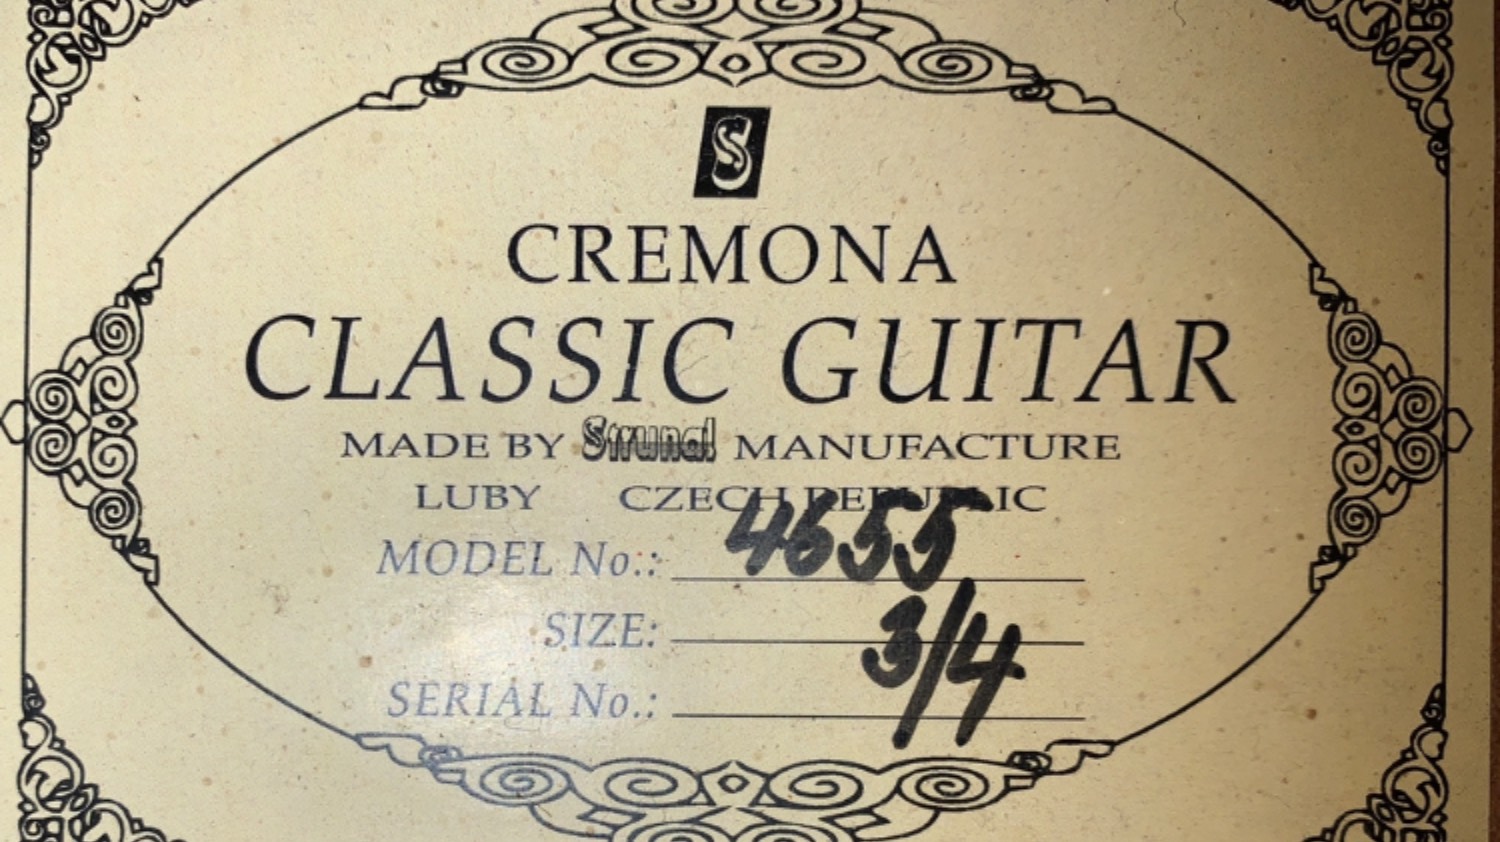 S
CREMONA
CLASSIC GUITAR
MADE BY Strunal MANUFACTURE
LUBY CZECH REPUBLIC
MODEL No.: 4655
SIZE: 3/4
SERIAL No.: